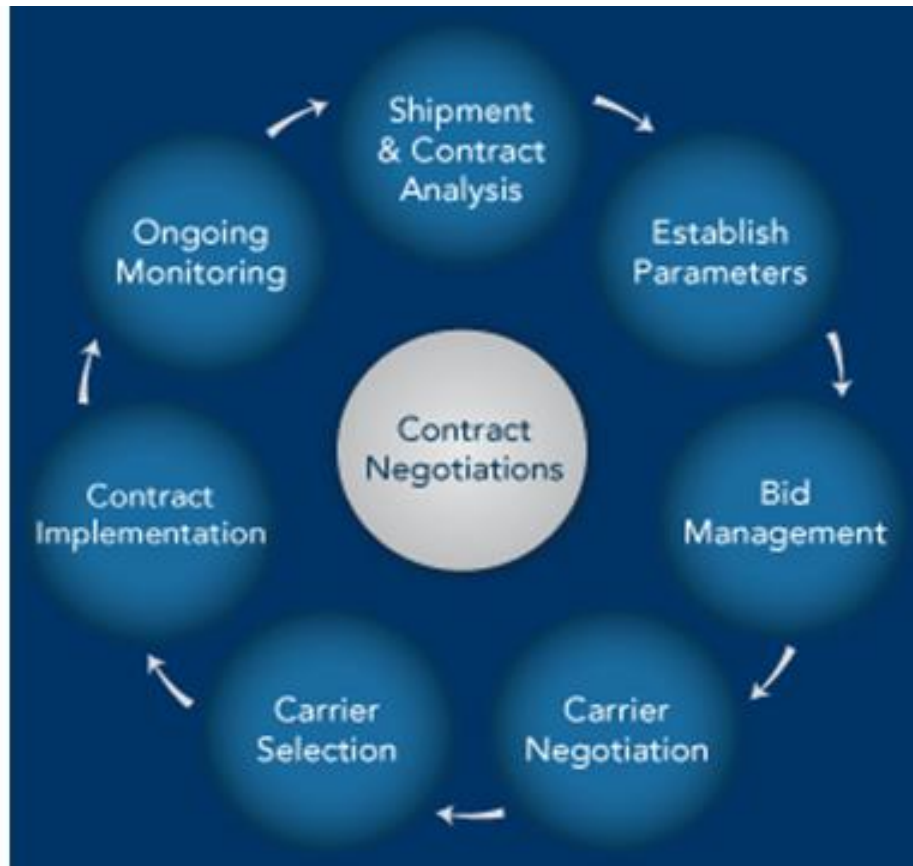 Shipment
& Contract
Analysis
Establish
Parameters
Bid
Management
Carrier
Negotiation
Carrier
Selection
Contract
Implementation
Ongoing
Monitoring
Contract
Negotiations